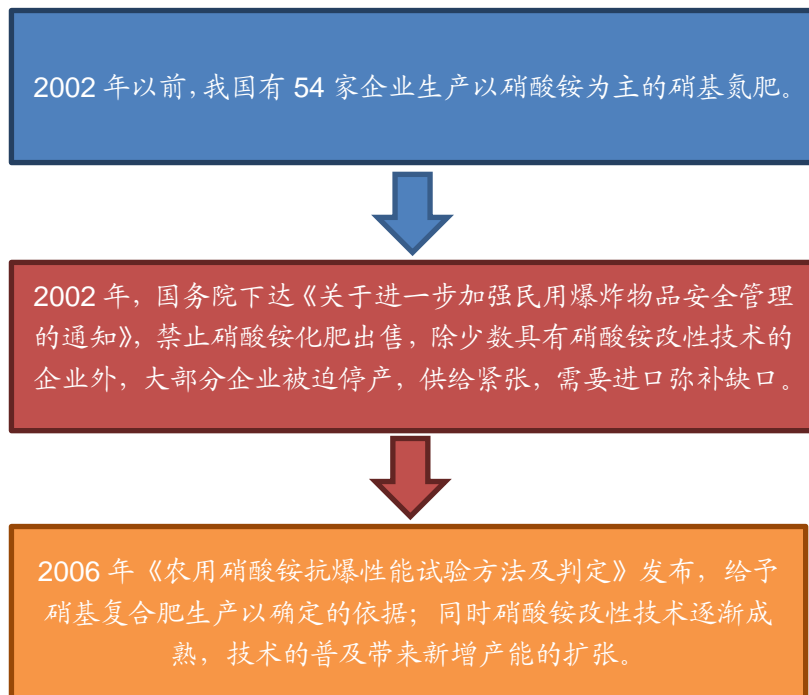 2002 年以前，我国有 54 家企业生产以硝酸铵为主的硝基氮肥。
2002 年，国务院下达《关于进一步加强民用爆炸物品安全管理
的通知》，禁止硝酸铵化肥出售，除少数具有硝酸铵改性技术的
企业外，大部分企业被迫停产，供给紧张，需要进口弥补缺口。
2006 年《农用硝酸铵抗爆性能试验方法及判定》发布，给予
硝基复合肥生产以确定的依据；同时硝酸铵改性技术逐渐成
熟，技术的普及带来新增产能的扩张。